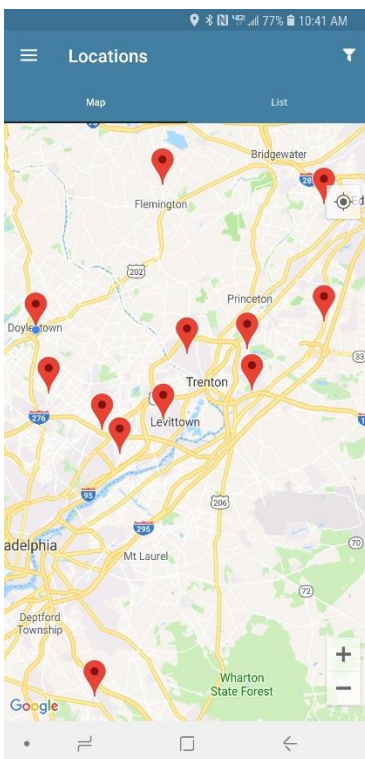 77% 10:41 AM
Locations
Map
List
Bridgewater
Flemington
202
Princeton
Doylestown
33
Trenton
276
Levittown
95
206
295
adelphia
Mt Laurel
70
72
Deptford
Township
+
Wharton
State Forest
−
Google